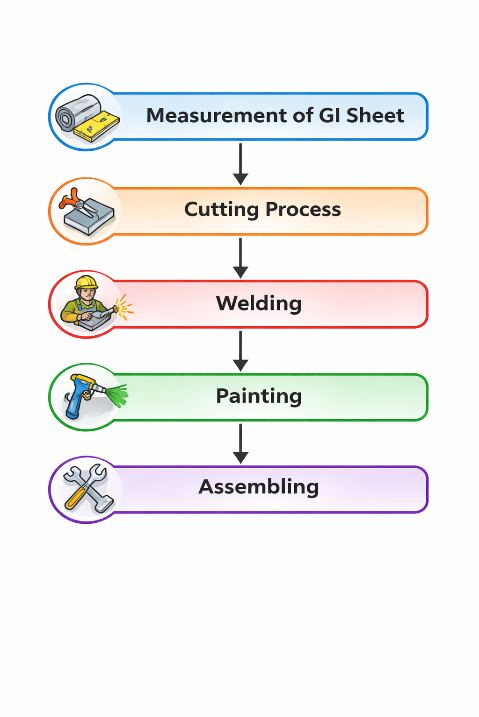 Measurement of GI Sheet
Cutting Process
Welding
Painting
Assembling